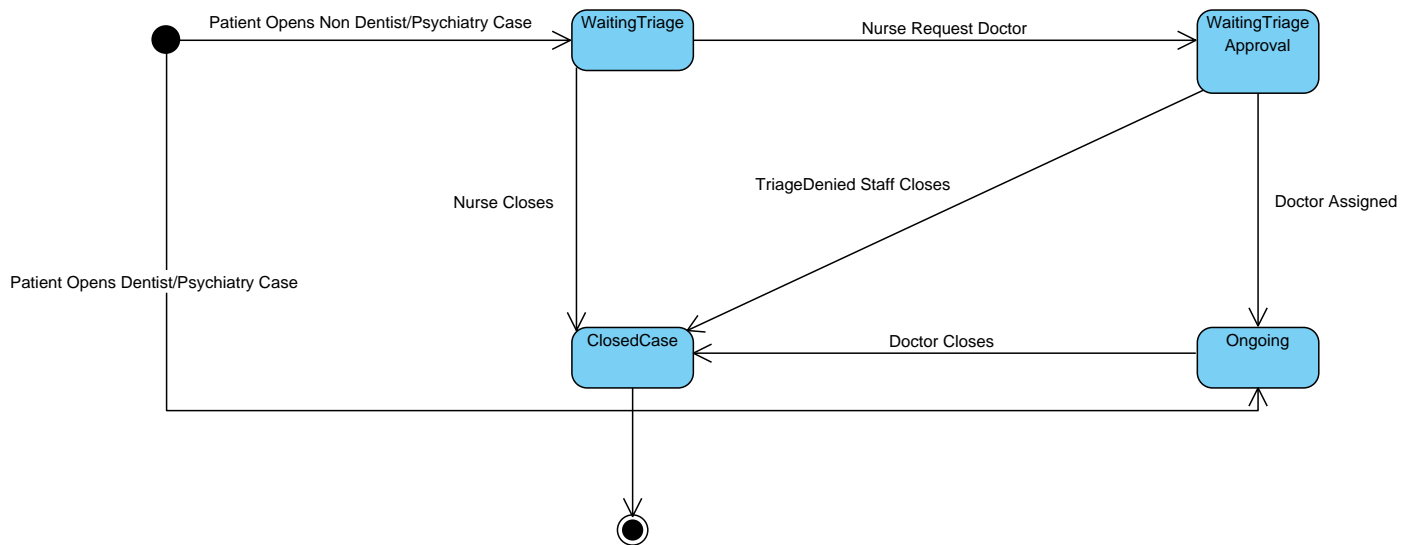 Patient Opens Non Dentist/Psychiatry Case
WaitingTriage
Nurse Request Doctor
WaitingTriage
Approval
Nurse Closes
TriageDenied Staff Closes
Doctor Assigned
Patient Opens Dentist/Psychiatry Case
ClosedCase
Doctor Closes
Ongoing